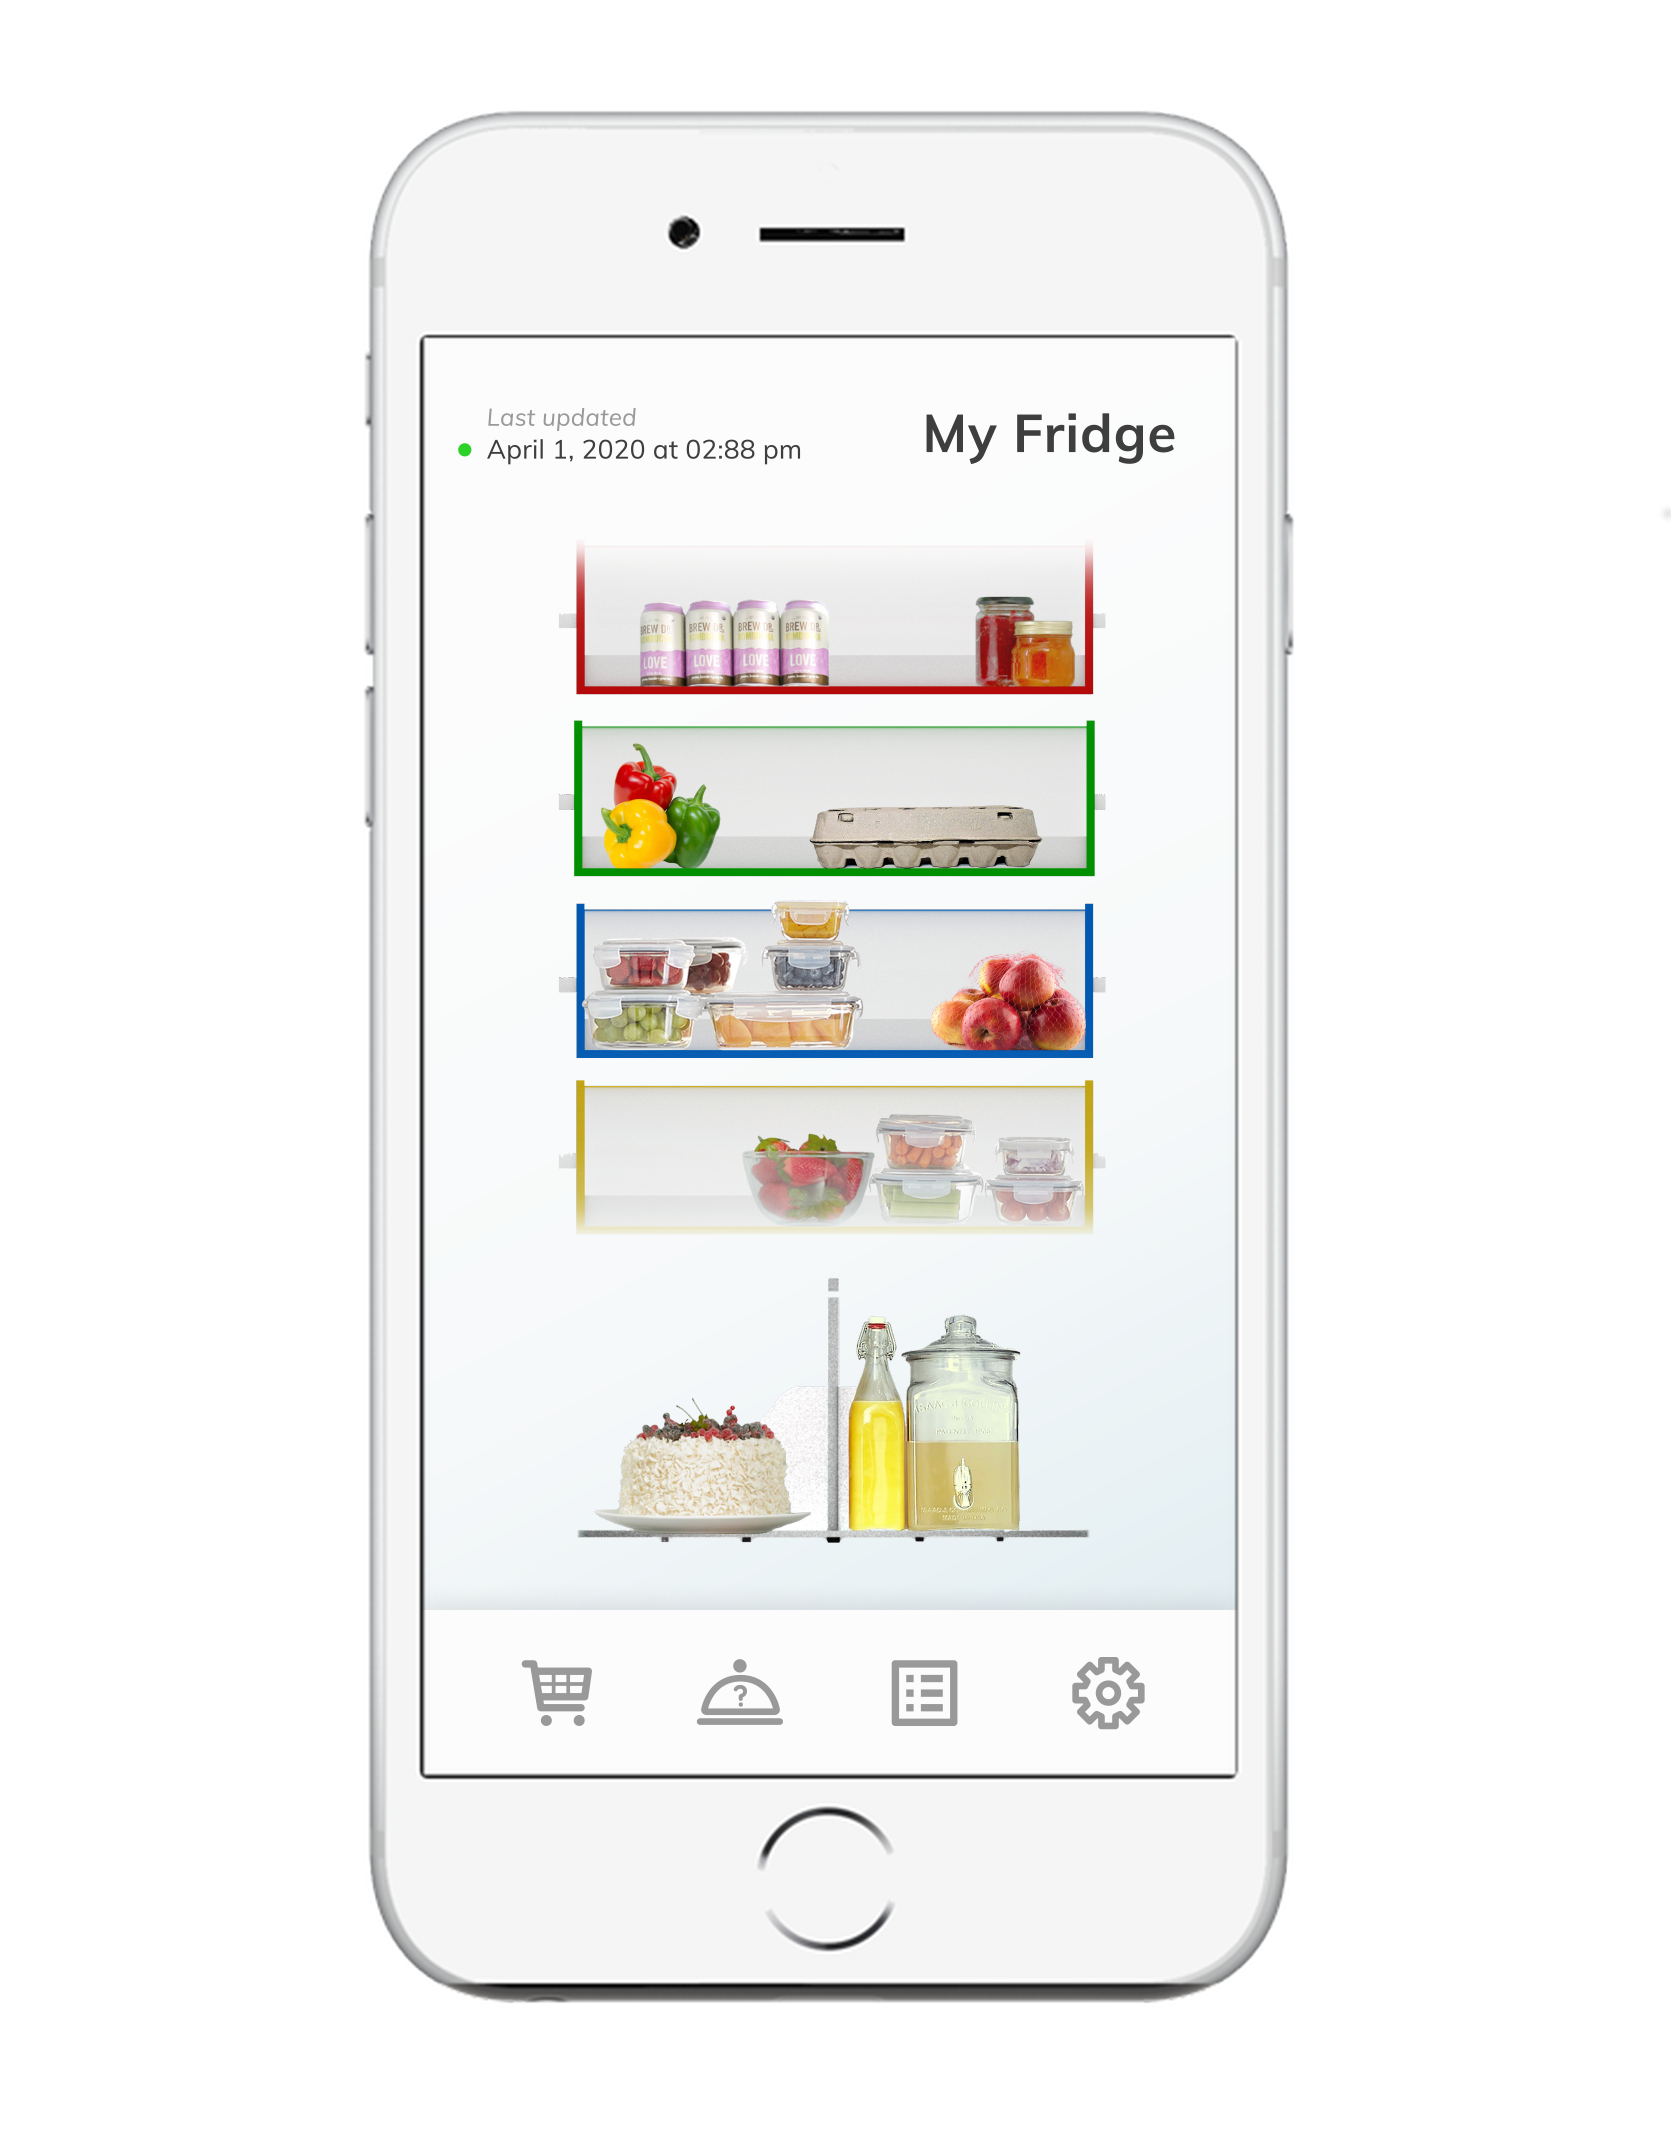 Last updated
April 1, 2020 at 02:88 pm
My Fridge
BREW DR.
BREW DR.
BREW DR.
BREW DR.
LOVE
LOVE
LOVE
LOVE
?